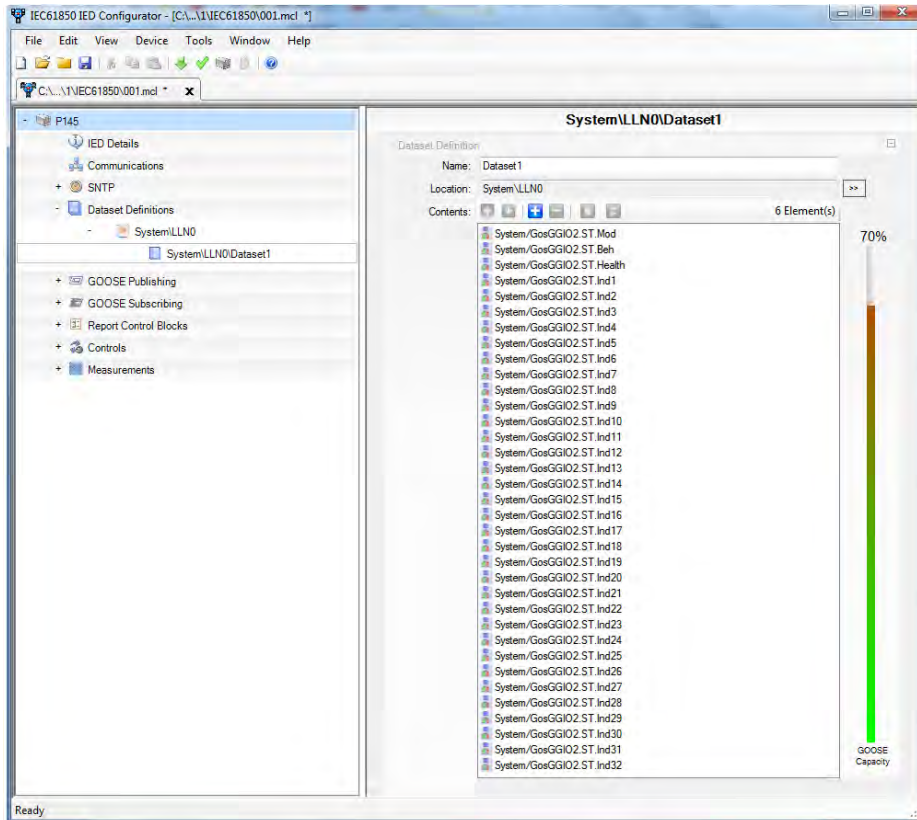 IEC61850 IED Configurator - [C:\...\1\IEC61850\001.mcl *]
File Edit View Device Tools Window Help
C:\...\1\IEC61850\001.mcl * x
P145
IED Details
Communications
SNTP
Dataset Definitions
System\LLN0
System\LLN0\Dataset1
GOOSE Publishing
GOOSE Subscribing
Report Control Blocks
Controls
Measurements
System\LLN0\Dataset1
Dataset Definition
Name: Dataset1
Location: System\LLN0 >>
Contents: 6 Element(s)
70%
System/GosGGIO2.ST.Mod
System/GosGGIO2.ST.Beh
System/GosGGIO2.ST.Health
System/GosGGIO2.ST.Ind1
System/GosGGIO2.ST.Ind2
System/GosGGIO2.ST.Ind3
System/GosGGIO2.ST.Ind4
System/GosGGIO2.ST.Ind5
System/GosGGIO2.ST.Ind6
System/GosGGIO2.ST.Ind7
System/GosGGIO2.ST.Ind8
System/GosGGIO2.ST.Ind9
System/GosGGIO2.ST.Ind10
System/GosGGIO2.ST.Ind11
System/GosGGIO2.ST.Ind12
System/GosGGIO2.ST.Ind13
System/GosGGIO2.ST.Ind14
System/GosGGIO2.ST.Ind15
System/GosGGIO2.ST.Ind16
System/GosGGIO2.ST.Ind17
System/GosGGIO2.ST.Ind18
System/GosGGIO2.ST.Ind19
System/GosGGIO2.ST.Ind20
System/GosGGIO2.ST.Ind21
System/GosGGIO2.ST.Ind22
System/GosGGIO2.ST.Ind23
System/GosGGIO2.ST.Ind24
System/GosGGIO2.ST.Ind25
System/GosGGIO2.ST.Ind26
System/GosGGIO2.ST.Ind27
System/GosGGIO2.ST.Ind28
System/GosGGIO2.ST.Ind29
System/GosGGIO2.ST.Ind30
System/GosGGIO2.ST.Ind31
System/GosGGIO2.ST.Ind32
GOOSE
Capacity
Ready